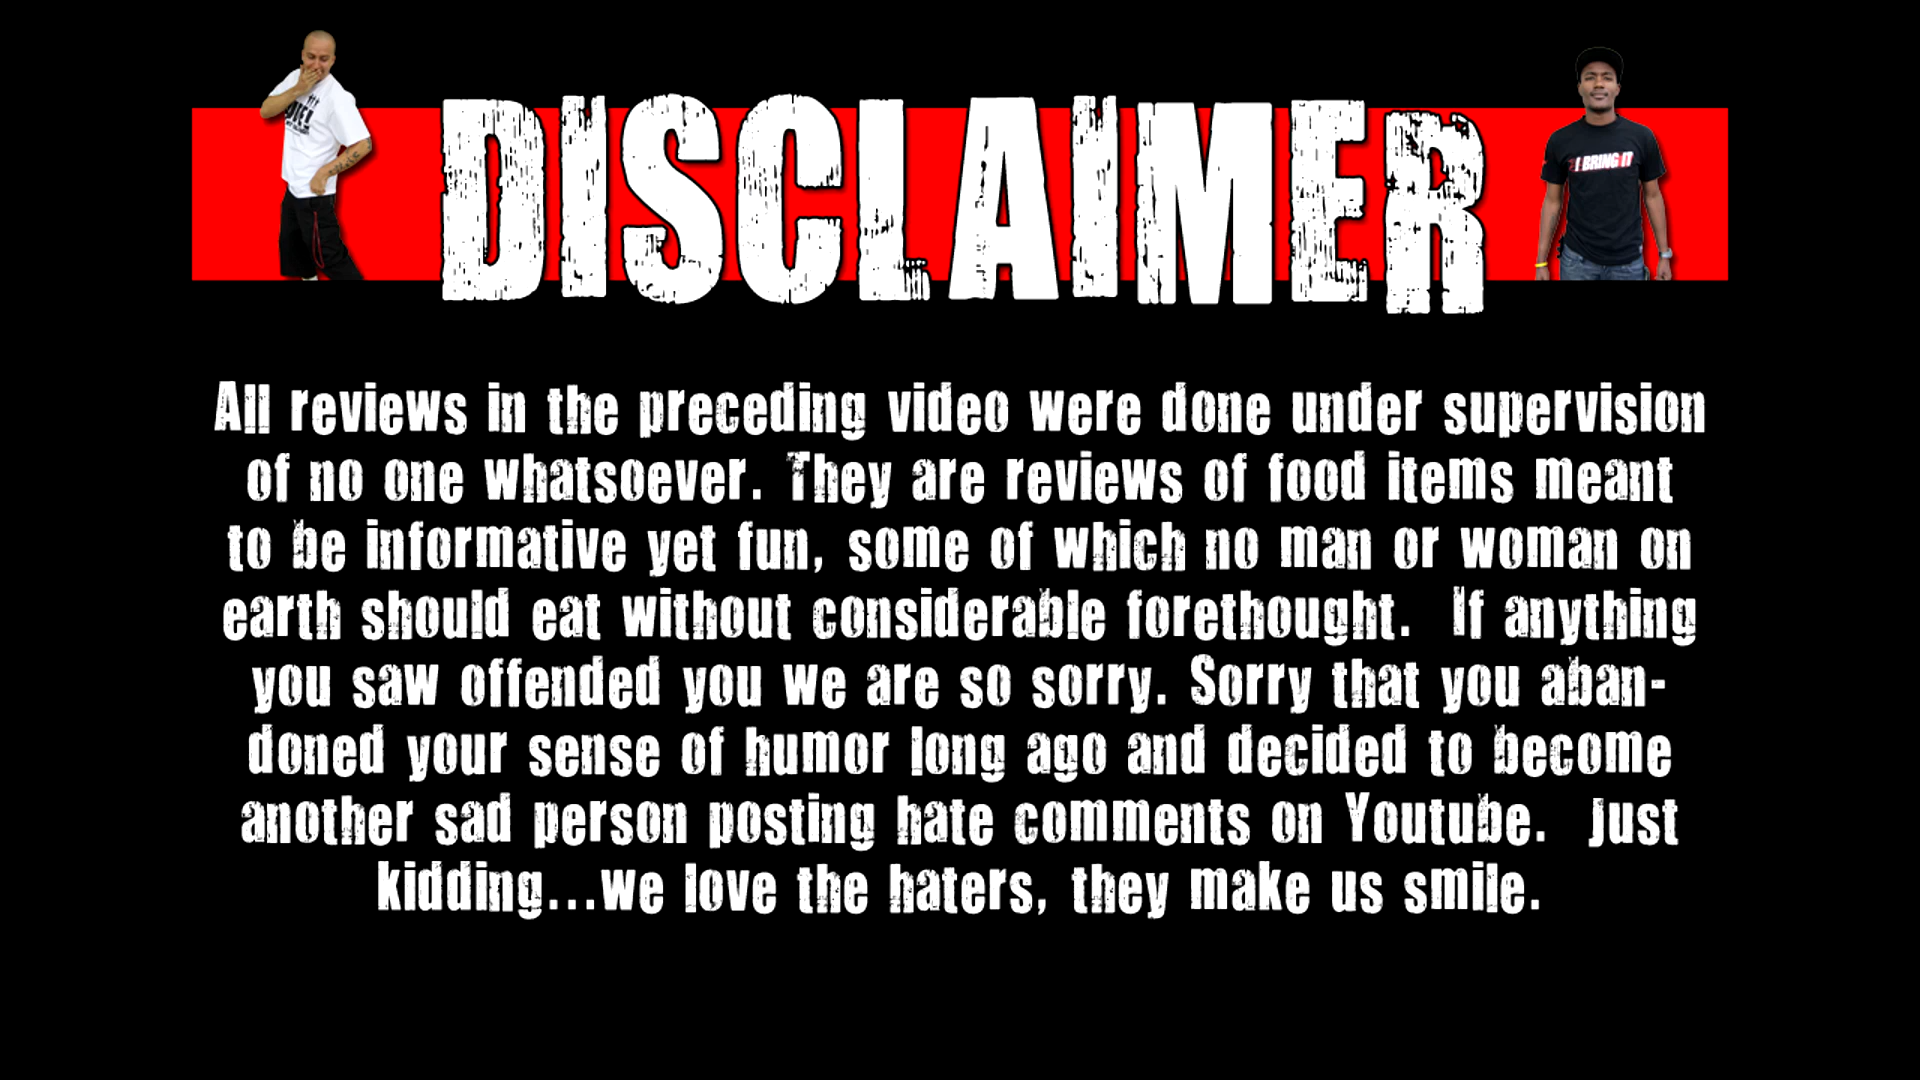 DISCLAIMER
DIE!
I BRING IT
All reviews in the preceding video were done under supervision
of no one whatsoever. They are reviews of food items meant
to be informative yet fun, some of which no man or woman on
earth should eat without considerable forethought.  If anything
you saw offended you we are so sorry. Sorry that you aban-
doned your sense of humor long ago and decided to become
another sad person posting hate comments on Youtube.  Just
kidding...we love the haters, they make us smile.